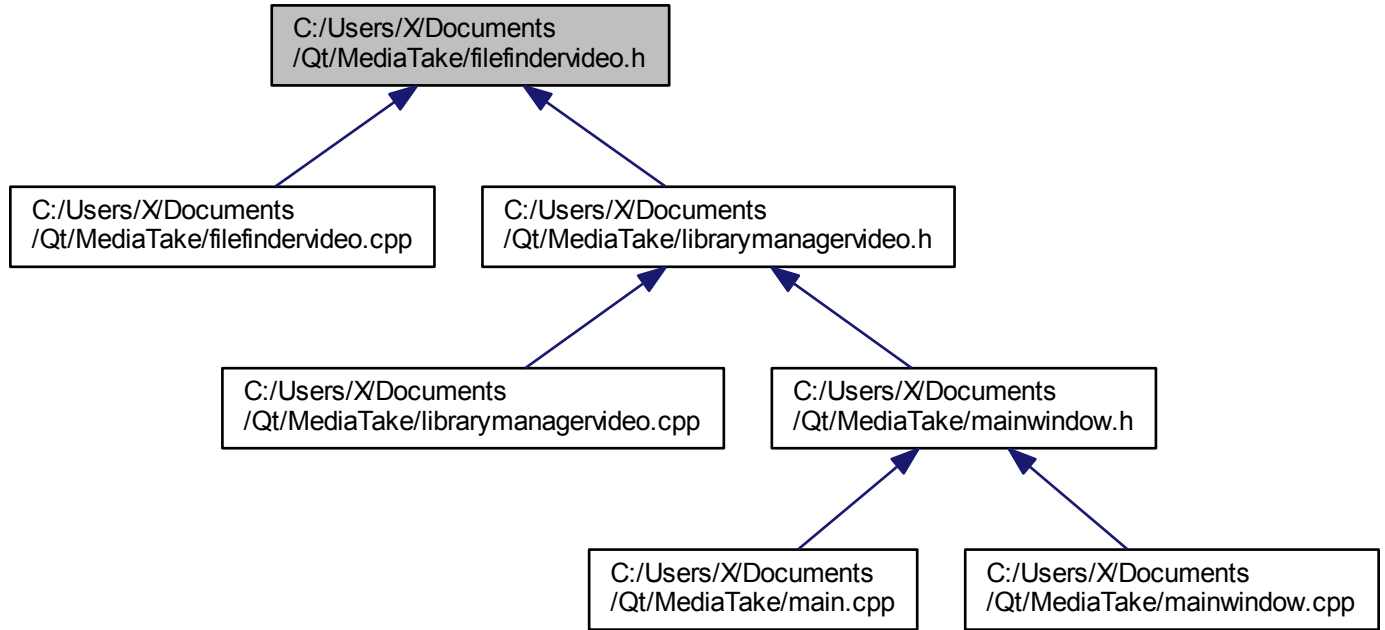 C:/Users/X/Documents
/Qt/MediaTake/filefindervideo.h
C:/Users/X/Documents
/Qt/MediaTake/filefindervideo.cpp
C:/Users/X/Documents
/Qt/MediaTake/librarymanagervideo.h
C:/Users/X/Documents
/Qt/MediaTake/librarymanagervideo.cpp
C:/Users/X/Documents
/Qt/MediaTake/mainwindow.h
C:/Users/X/Documents
/Qt/MediaTake/main.cpp
C:/Users/X/Documents
/Qt/MediaTake/mainwindow.cpp